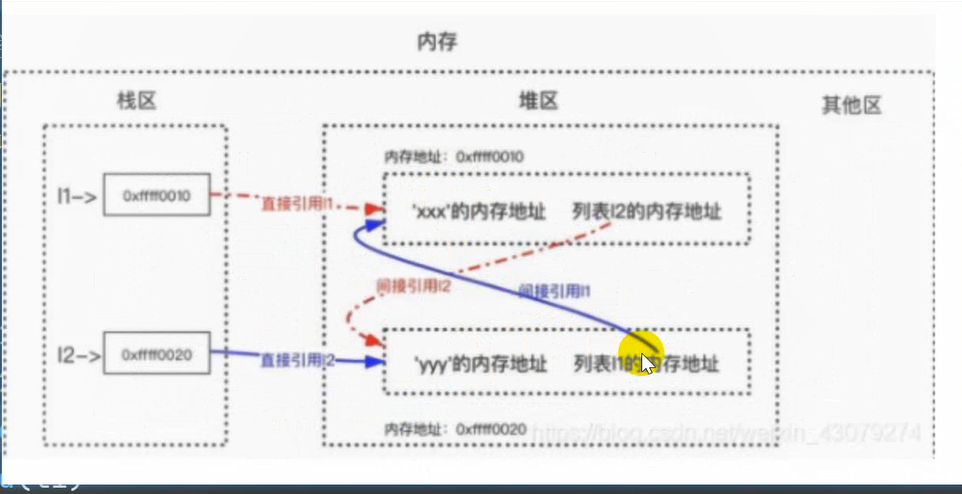 内存
栈区
堆区
其他区
内存地址：0xffff0010
l1->
0xffff0010
直接引用l1
'xxx'的内存地址
列表l2的内存地址
间接引用l2
间接引用l1
l2->
0xffff0020
直接引用l2
'yyy'的内存地址
列表l1的内存地址
内存地址：0xffff0020
https://blog.csdn.net/weixin_43079274